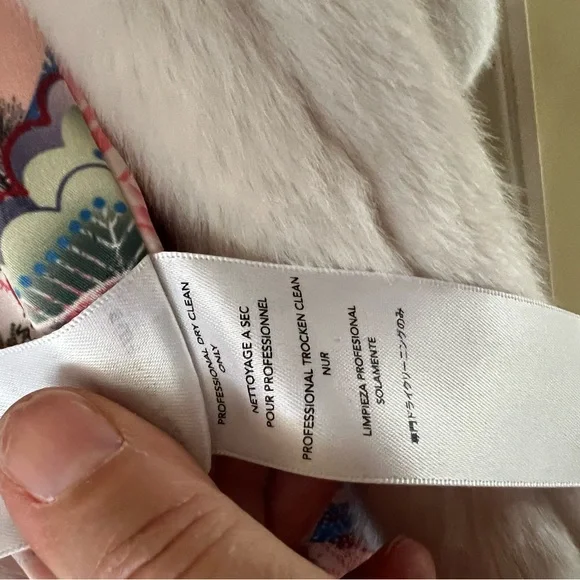 PROFESSIONAL DRY CLEAN
ONLY
NETTOYAGE A SEC
POUR PROFESSIONNEL
PROFESSIONAL TROCKEN CLEAN
NUR
LIMPIEZA PROFESIONAL
SOLAMENTE
専門ドライクリーニングのみ